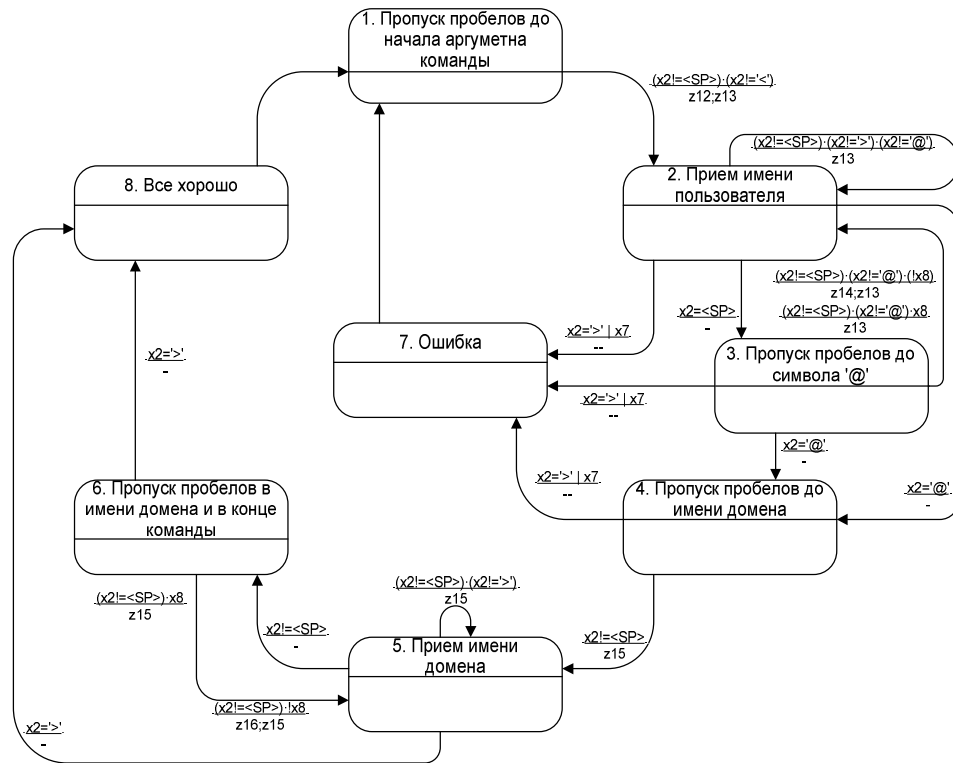 1. Пропуск пробелов до
начала аргуметна
команды
(x2!=<SP>)·(x2!='<')
z12;z13
(x2!=<SP>)·(x2!='>')·(x2!='@')
z13
8. Все хорошо
2. Прием имени
пользователя
(x2!=<SP>)·(x2!='@')·(!x8)
z14;z13
(x2!=<SP>)·(x2!='@')·x8
z13
x2=<SP>
-
x2='>' | x7
--
7. Ошибка
3. Пропуск пробелов до
символа '@'
x2='>'
-
x2='>' | x7
--
x2='@'
-
x2='>' | x7
--
6. Пропуск пробелов в
имени домена и в конце
команды
4. Пропуск пробелов до
имени домена
x2='@'
-
(x2!=<SP>)·x8
z15
(x2!=<SP>)·(x2!='>')
z15
x2!=<SP>
-
x2!=<SP>
z15
5. Прием имени
домена
(x2!=<SP>)·!x8
z16;z15
x2='>'
-